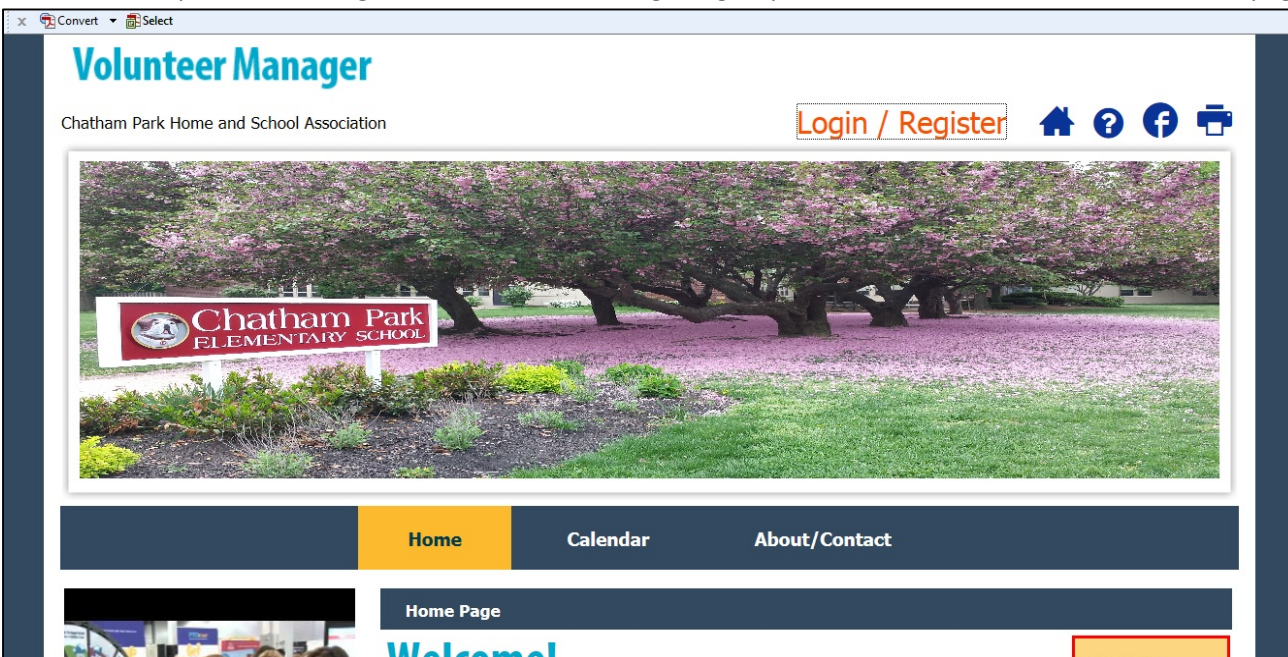 Convert Select
Volunteer Manager
Chatham Park Home and School Association
Login / Register
Chatham Park
ELEMENTARY SCHOOL
Home Calendar About/Contact
Home Page
Welcome!